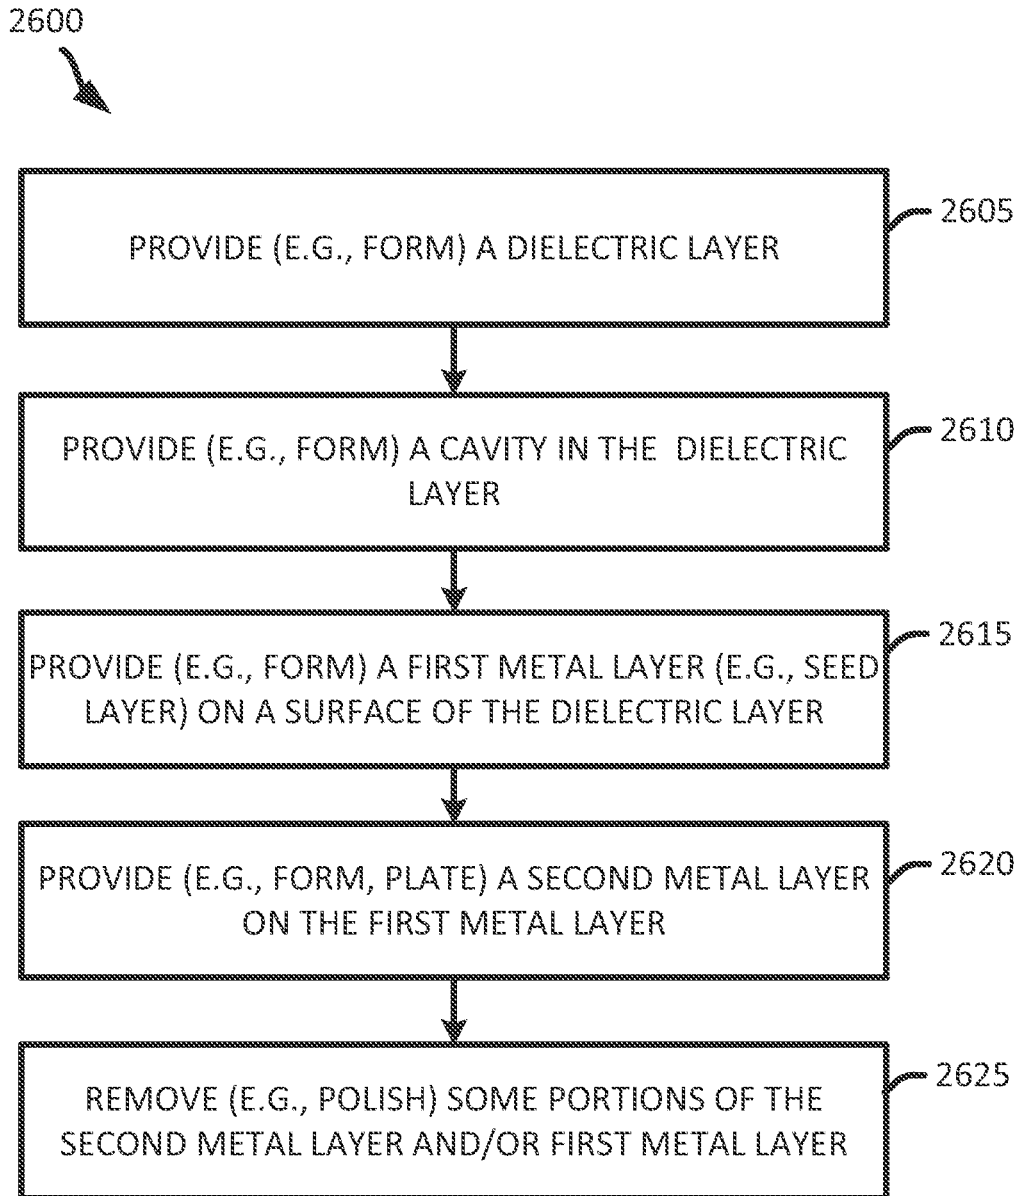 2600
PROVIDE (E.G., FORM) A DIELECTRIC LAYER
2605
PROVIDE (E.G., FORM) A CAVITY IN THE DIELECTRIC
LAYER
2610
PROVIDE (E.G., FORM) A FIRST METAL LAYER (E.G., SEED
LAYER) ON A SURFACE OF THE DIELECTRIC LAYER
2615
PROVIDE (E.G., FORM, PLATE) A SECOND METAL LAYER
ON THE FIRST METAL LAYER
2620
REMOVE (E.G., POLISH) SOME PORTIONS OF THE
SECOND METAL LAYER AND/OR FIRST METAL LAYER
2625